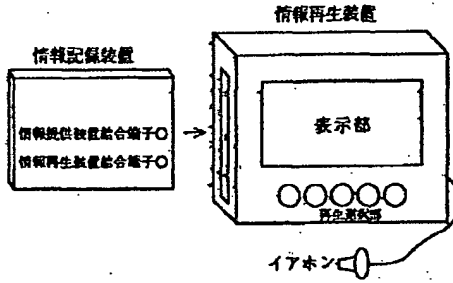 情報再生装置
情報記録装置
情報提供装置結合端子
情報再生装置結合端子
表示部
再生選択部
イアホン